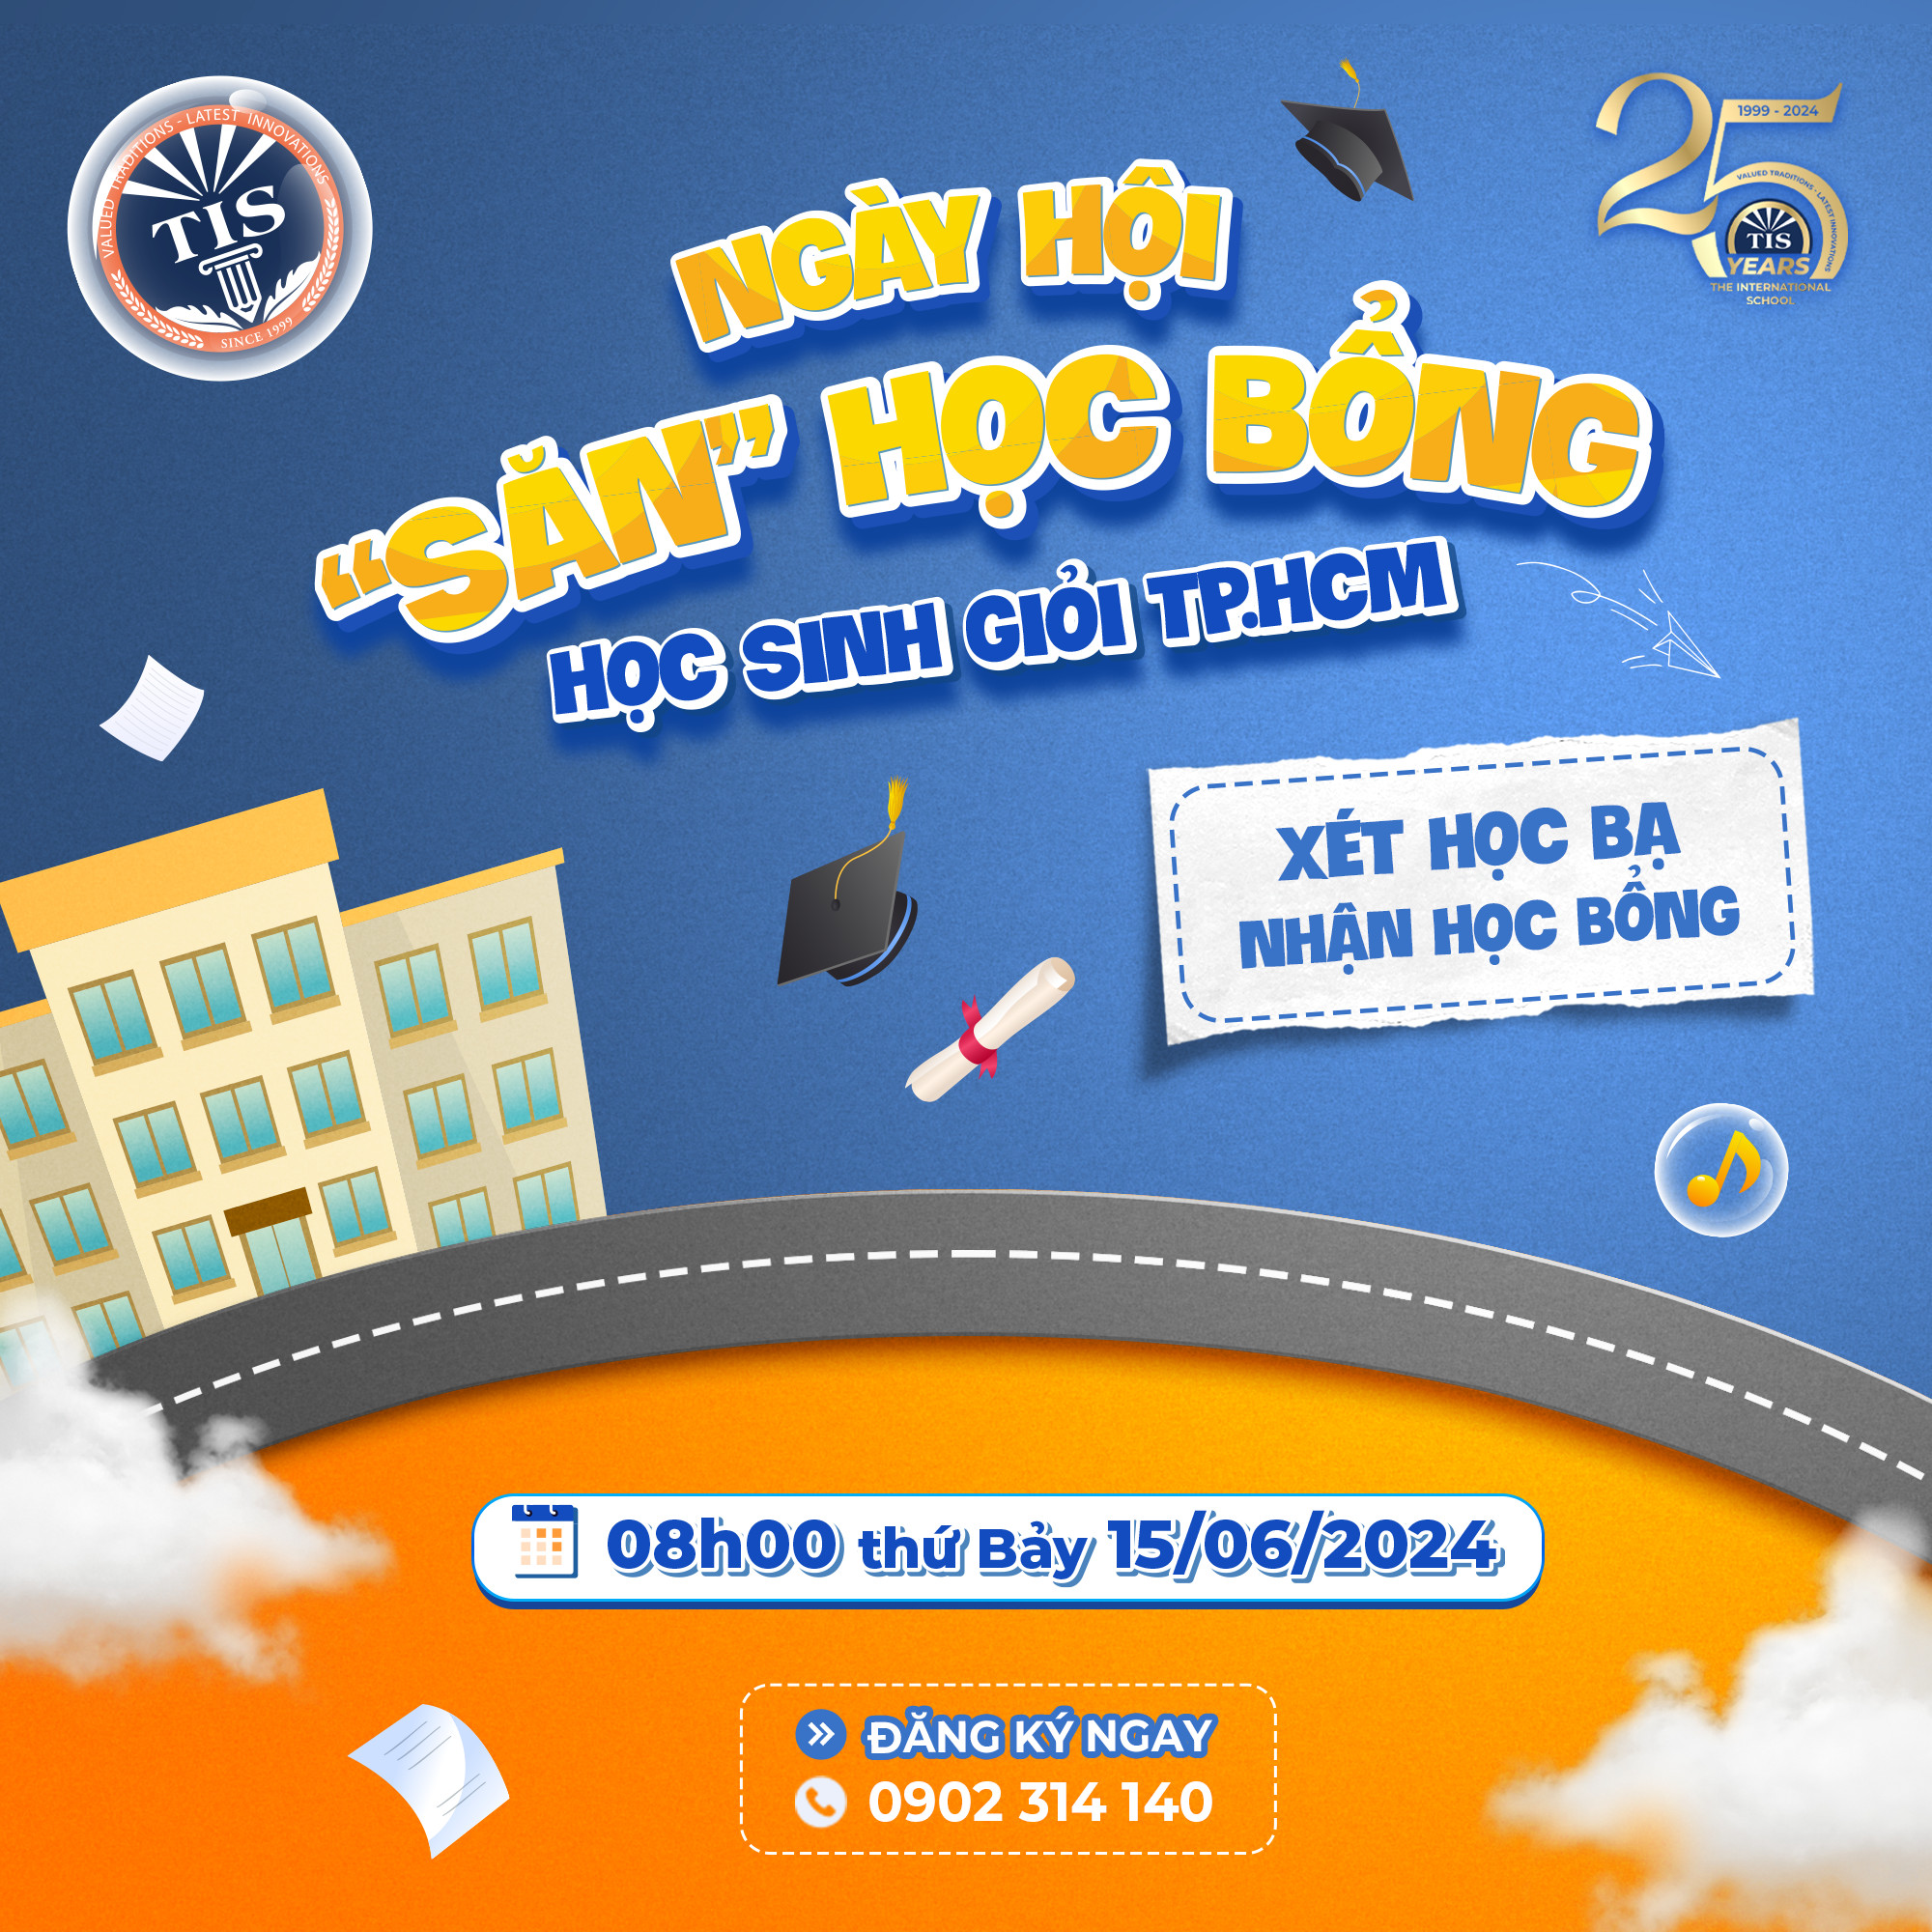 VALUED TRADITIONS - LATEST INNOVATIONS
TIS
SINCE 1999
25
1999 - 2024
VALUED TRADITIONS - LATEST INNOVATIONS
TIS
YEARS
THE INTERNATIONAL
SCHOOL
NGÀY HỘI
“SĂN” HỌC BỔNG
HỌC SINH GIỎI TP.HCM
XÉT HỌC BẠ
NHẬN HỌC BỔNG
08h00 thứ Bảy 15/06/2024
ĐĂNG KÝ NGAY
0902 314 140